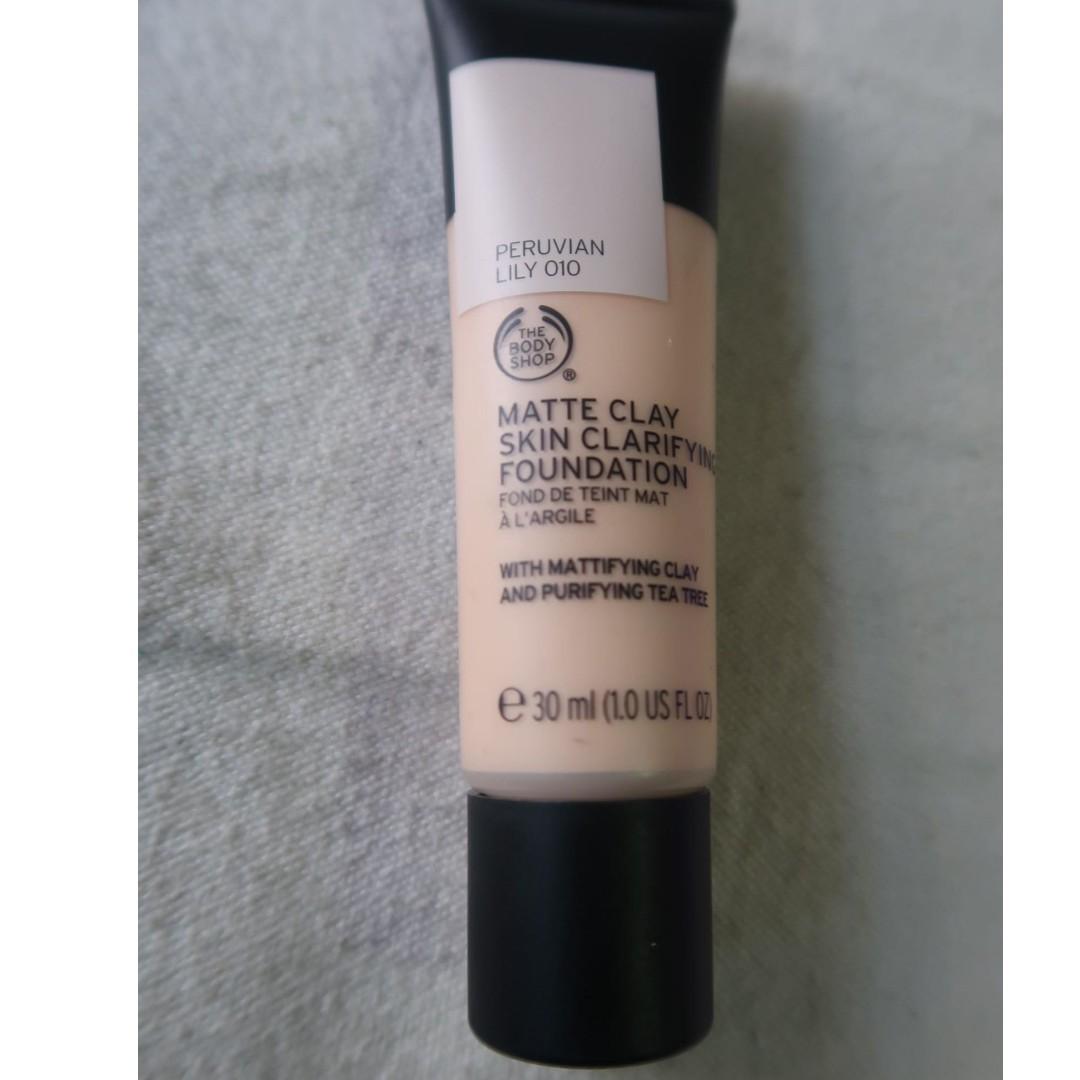 PERUVIAN
LILY 010
THE
BODY
SHOP
®
MATTE CLAY
SKIN CLARIFYING
FOUNDATION
FOND DE TEINT MAT
À L'ARGILE
WITH MATTIFYING CLAY
AND PURIFYING TEA TREE
℮ 30 ml (1.0 US FL OZ)